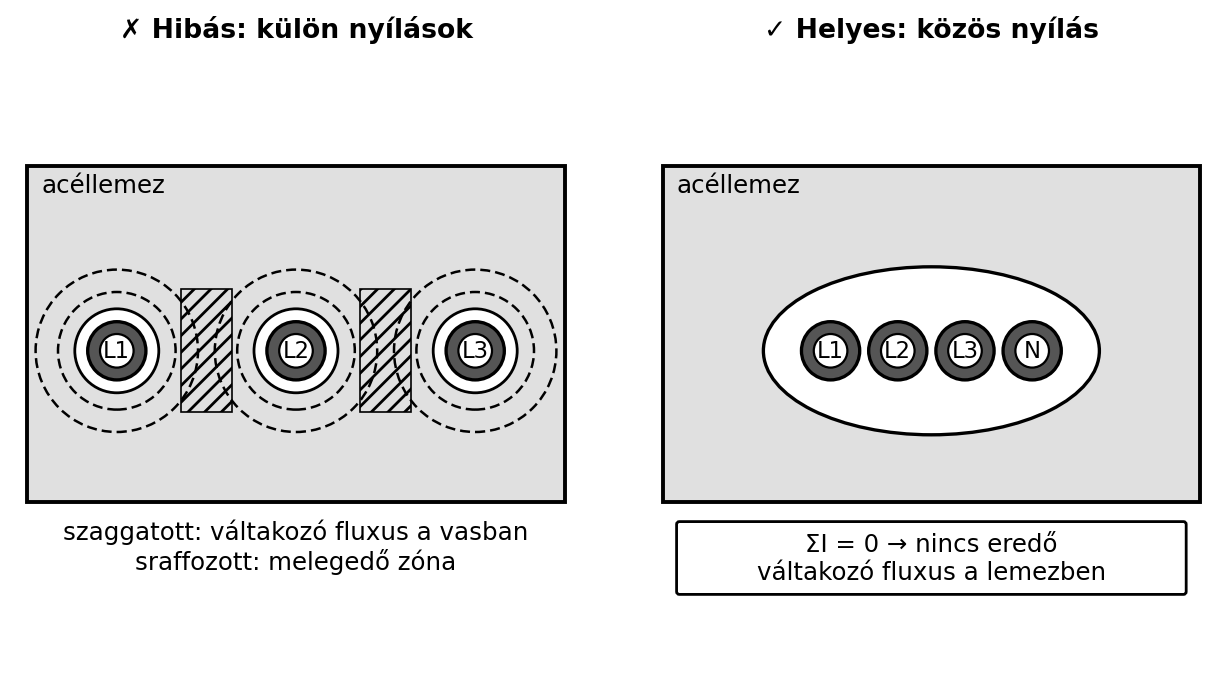 ✗ Hibás: külön nyílások
acéllemez
L1
L2
L3
szaggatott: váltakozó fluxus a vasban
sraffozott: melegedő zóna
✓ Helyes: közös nyílás
acéllemez
L1
L2
L3
N
ΣI = 0 → nincs eredő
váltakozó fluxus a lemezben